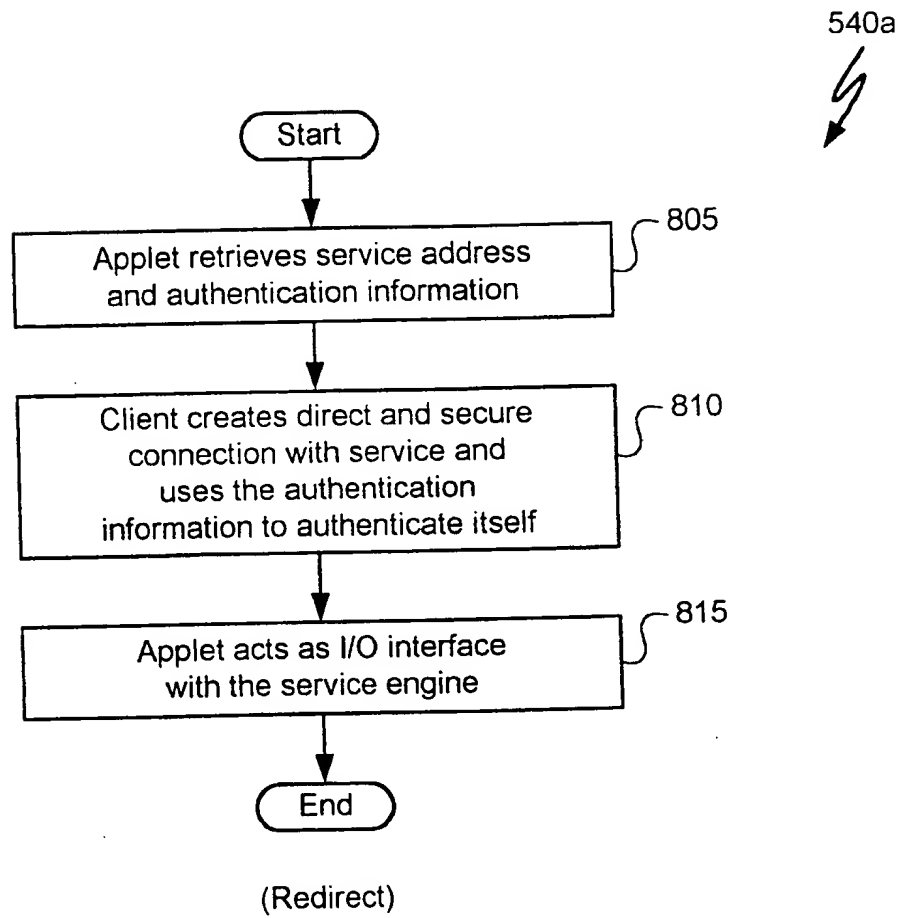 540a
Start
805
Applet retrieves service address
and authentication information
810
Client creates direct and secure
connection with service and
uses the authentication
information to authenticate itself
815
Applet acts as I/O interface
with the service engine
End
(Redirect)